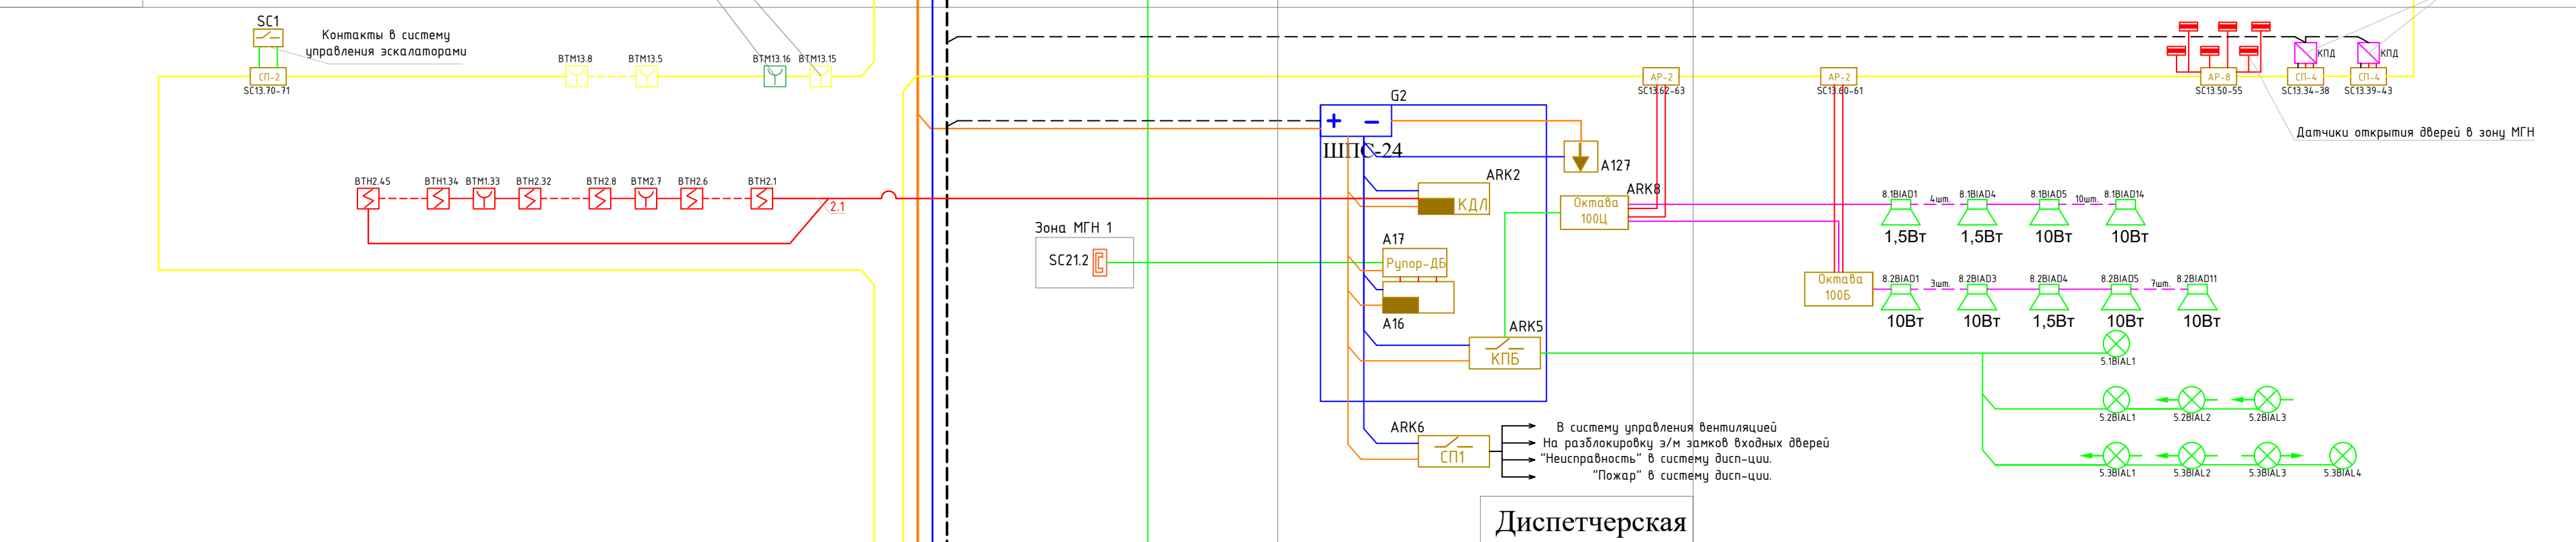 SC1
Контакты в систему
управления эскалаторами
СП-2
SC13.70-71
BTM13.8
BTM13.5
BTM13.16
BTM13.15
КПД
КПД
АР-2
SC13.62-63
АР-2
SC13.60-61
АР-8
SC13.50-55
СП-4
SC13.34-38
СП-4
SC13.39-43
Датчики открытия дверей в зону МГН
G2
+ −
ШПС-24
A127
BTH2.45
BTH1.34
BTM1.33
BTH2.32
BTH2.8
BTM2.7
BTH2.6
BTH2.1
2.1
ARK2
КДЛ
ARK8
Октава
100Ц
8.1BIAD1
4шт.
8.1BIAD4
8.1BIAD5
10шт.
8.1BIAD14
1,5Вт
1,5Вт
10Вт
10Вт
Зона МГН 1
SC21.2
A17
Рупор-ДБ
A16
Октава
100Б
8.2BIAD1
3шт.
8.2BIAD3
8.2BIAD4
8.2BIAD5
7шт.
8.2BIAD11
10Вт
10Вт
1,5Вт
10Вт
10Вт
ARK5
КПБ
5.1BIAL1
5.2BIAL1
5.2BIAL2
5.2BIAL3
ARK6
СП1
В систему управления вентиляцией
На разблокировку э/м замков входных дверей
"Неисправность" в систему дисп-ции.
"Пожар" в систему дисп-ции.
5.3BIAL1
5.3BIAL2
5.3BIAL3
5.3BIAL4
Диспетчерская